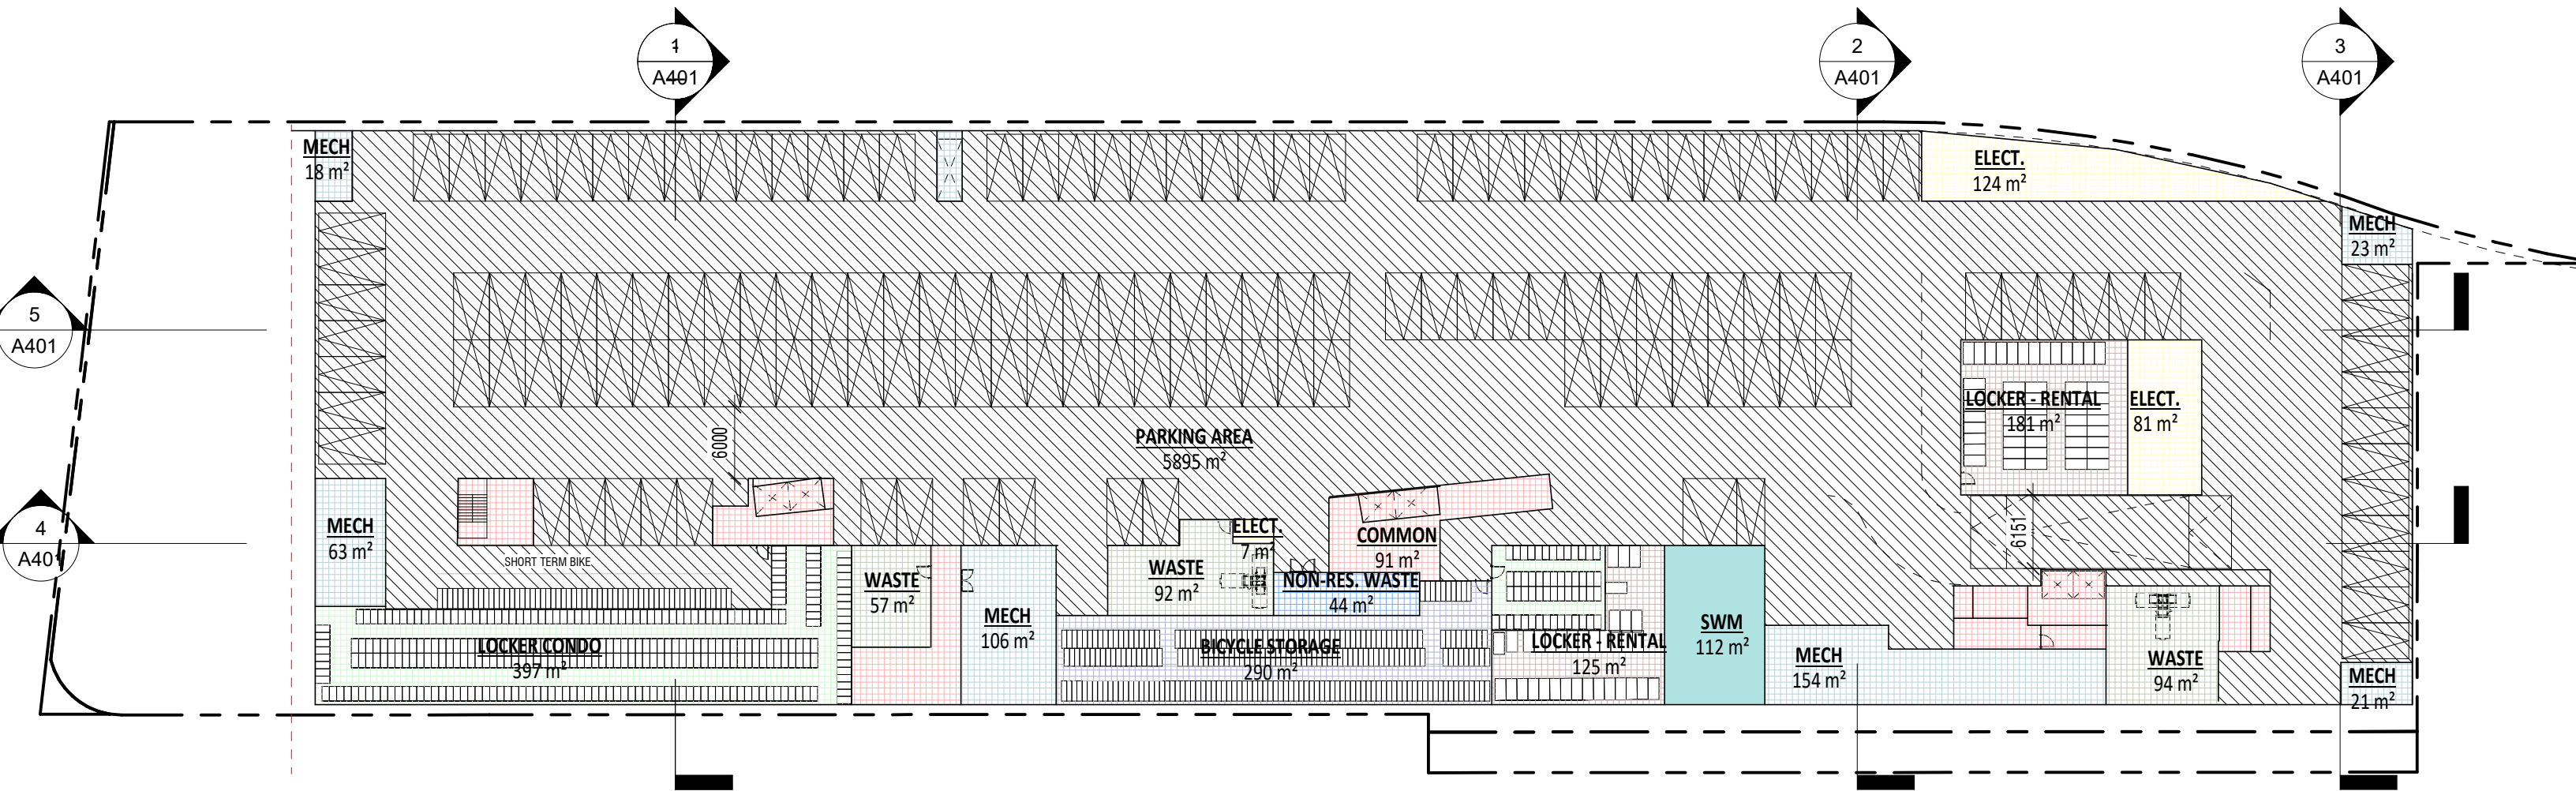 1
A401
2
A401
3
A401
MECH
18 m²
ELECT.
124 m²
MECH
23 m²
5
A401
LOCKER - RENTAL
181 m²
ELECT.
81 m²
6000
PARKING AREA
5895 m²
4
A401
MECH
63 m²
SHORT TERM BIKE
WASTE
57 m²
MECH
106 m²
WASTE
92 m²
ELECT.
7 m²
COMMON
91 m²
NON-RES. WASTE
44 m²
6151
LOCKER CONDO
397 m²
BICYCLE STORAGE
290 m²
LOCKER - RENTAL
125 m²
SWM
112 m²
MECH
154 m²
WASTE
94 m²
MECH
21 m²